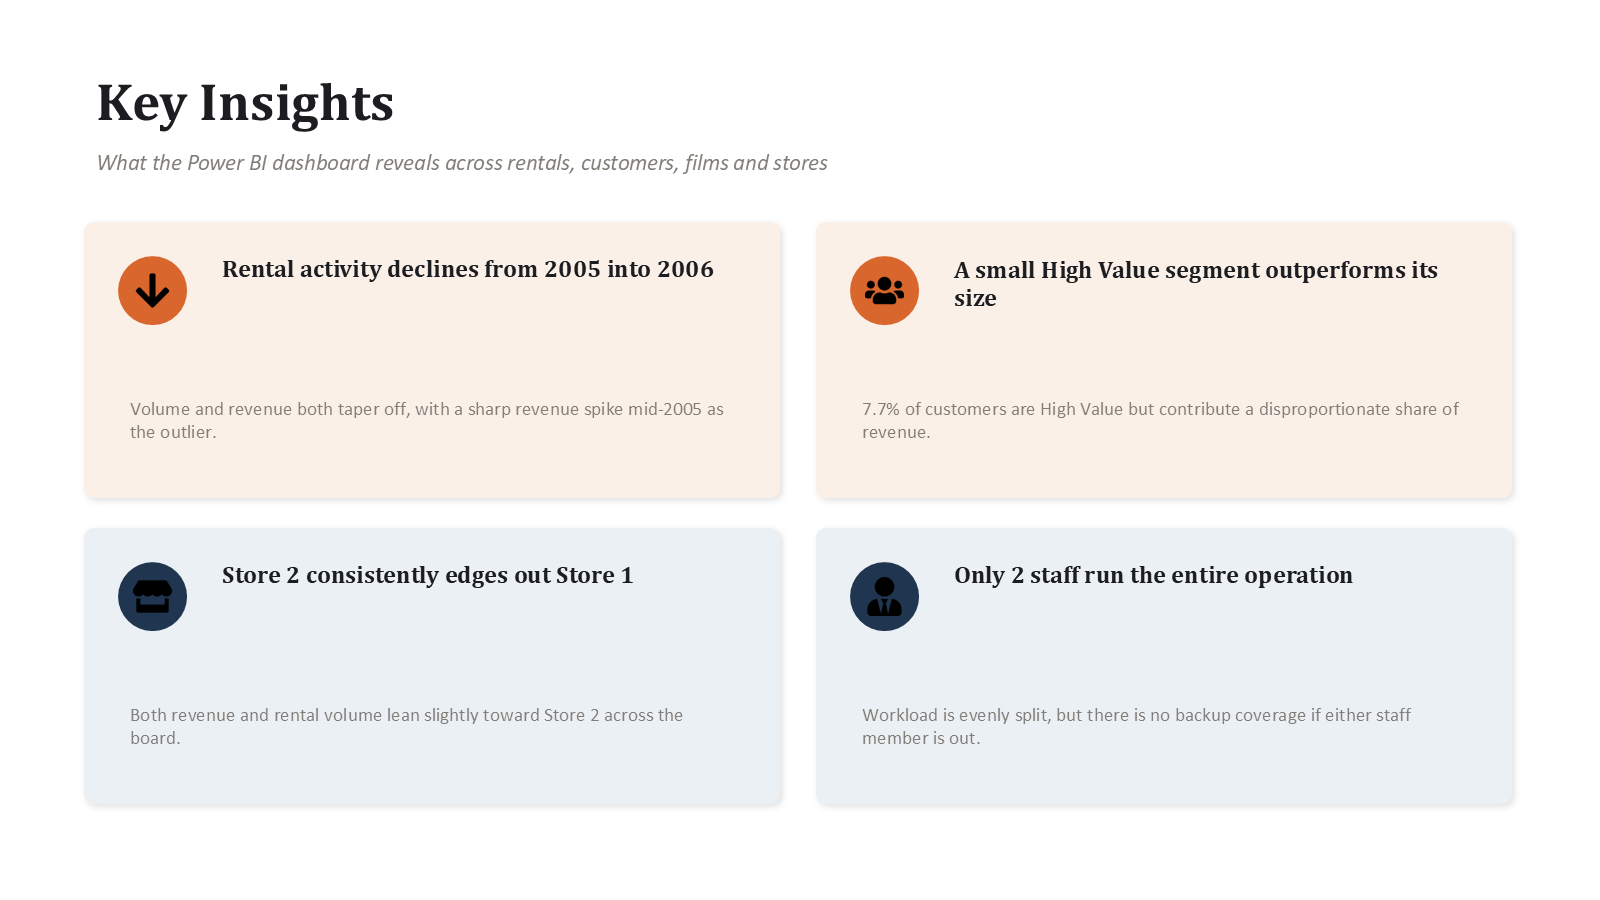 Key Insights
What the Power BI dashboard reveals across rentals, customers, films and stores
Rental activity declines from 2005 into 2006
Volume and revenue both taper off, with a sharp revenue spike mid-2005 as
the outlier.
A small High Value segment outperforms its
size
7.7% of customers are High Value but contribute a disproportionate share of
revenue.
Store 2 consistently edges out Store 1
Both revenue and rental volume lean slightly toward Store 2 across the
board.
Only 2 staff run the entire operation
Workload is evenly split, but there is no backup coverage if either staff
member is out.